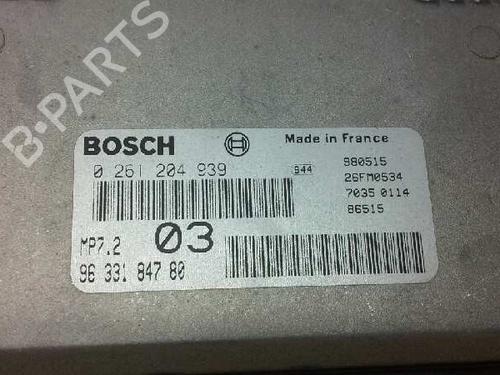 B-PARTS
BOSCH
Made in France
0 261 204 939
944
980515
26FM0534
7035 0114
86515
MP7.2
03
96 331 847 80